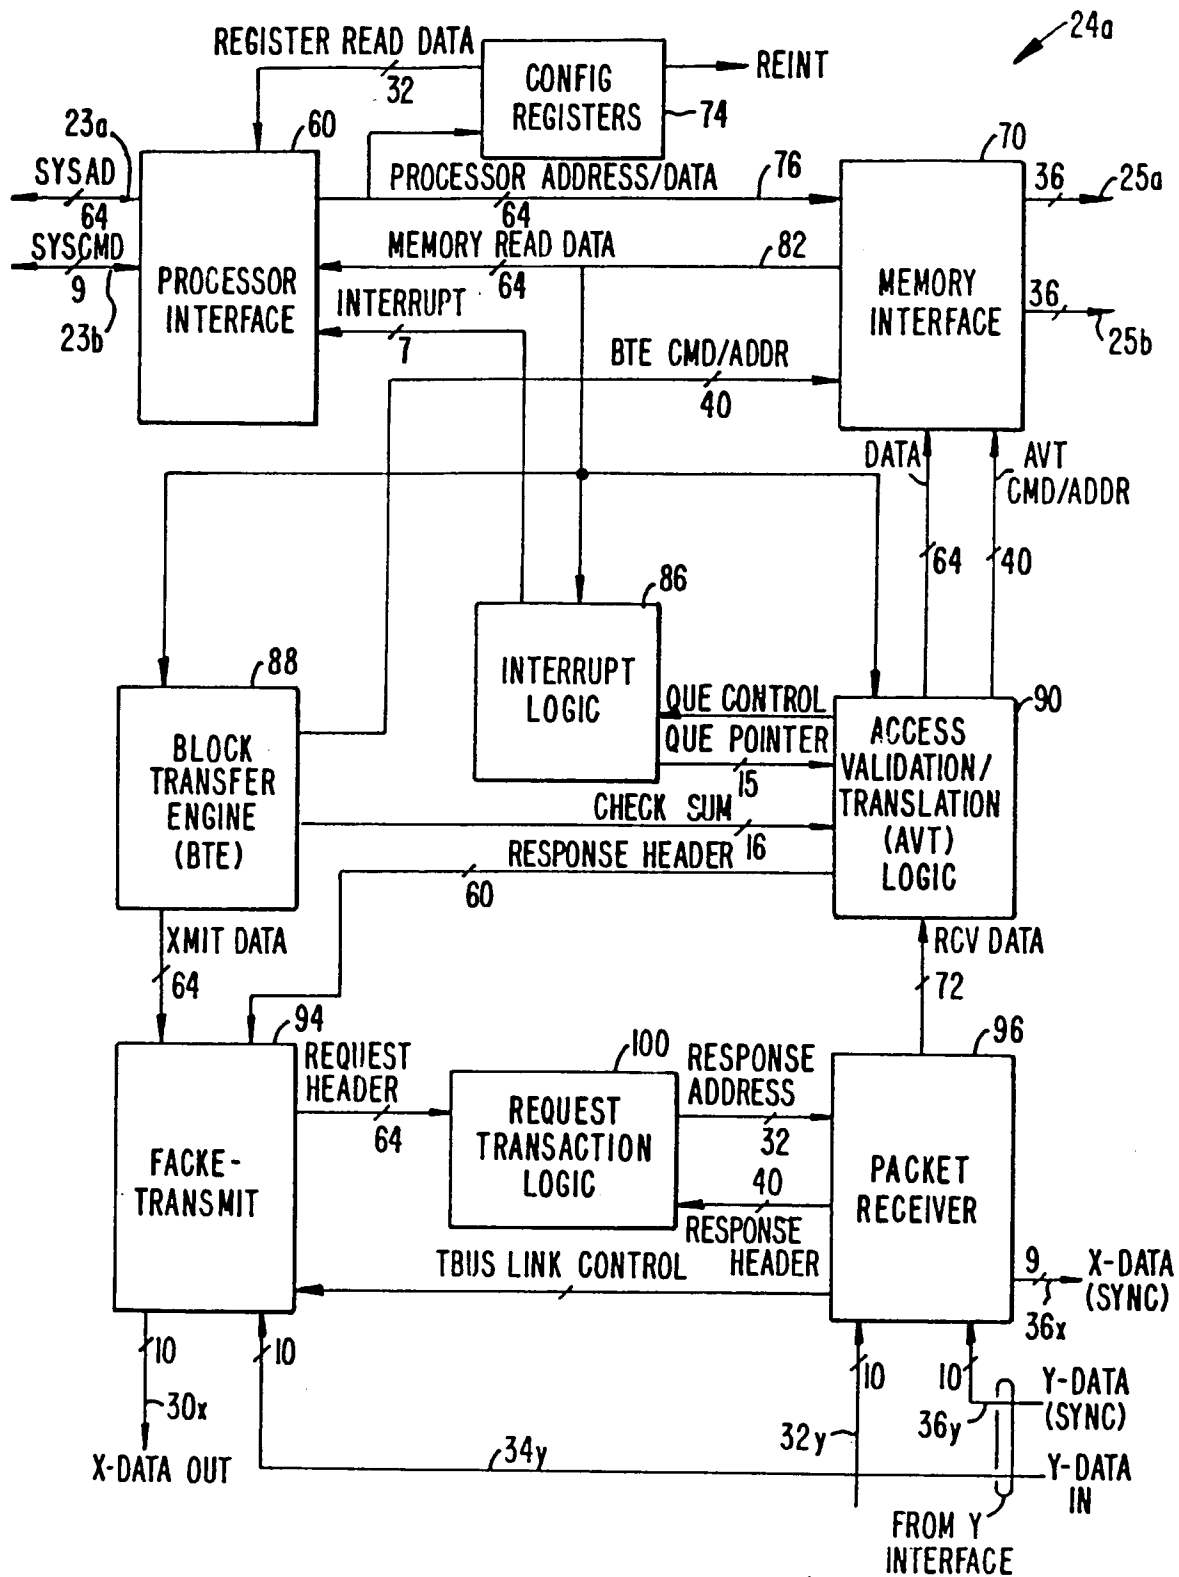 24a
REGISTER READ DATA
32
CONFIG
REGISTERS
REINT
74
23a
60
70
SYSAD
64
PROCESSOR ADDRESS/DATA
64
76
36
25a
SYSCMD
9
23b
MEMORY READ DATA
64
82
PROCESSOR
INTERFACE
MEMORY
INTERFACE
INTERRUPT
7
36
25b
BTE CMD/ADDR
40
DATA
AVT
CMD/ADDR
64
40
86
INTERRUPT
LOGIC
88
QUE CONTROL
90
QUE POINTER
15
BLOCK
TRANSFER
ENGINE
(BTE)
ACCESS
VALIDATION/
TRANSLATION
(AVT)
LOGIC
CHECK SUM
16
RESPONSE HEADER
60
XMIT DATA
64
RCV DATA
72
94
REQUEST
HEADER
64
100
RESPONSE
ADDRESS
32
96
REQUEST
TRANSACTION
LOGIC
FACKE-
TRANSMIT
PACKET
RECEIVER
40
RESPONSE
HEADER
TBUS LINK CONTROL
9
X-DATA
(SYNC)
36x
10
10
10
10
Y-DATA
(SYNC)
30x
32y
36y
X-DATA OUT
34y
Y-DATA
IN
FROM Y
INTERFACE